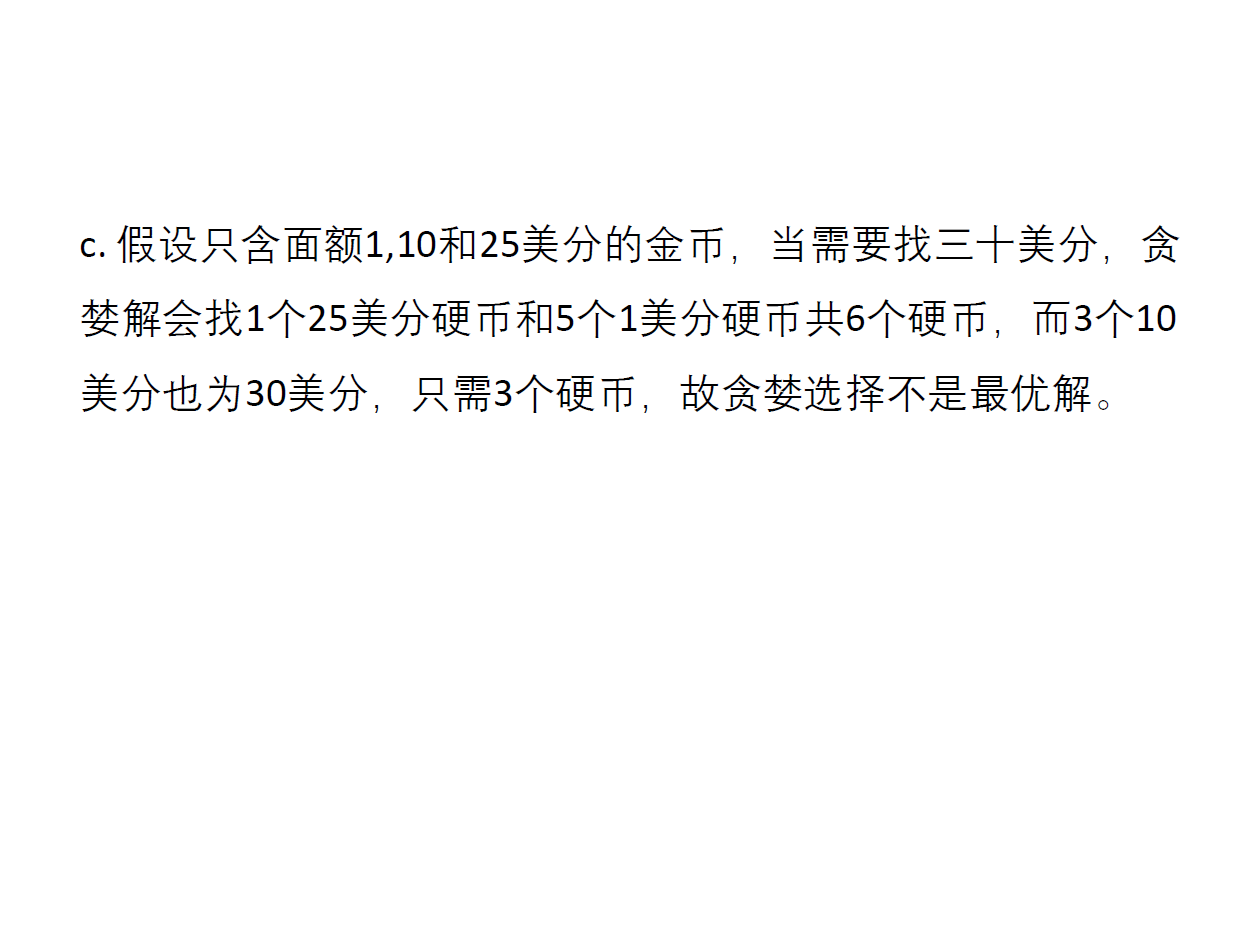 c. 假设只含面额1,10和25美分的金币，当需要找三十美分，贪
婪解会找1个25美分硬币和5个1美分硬币共6个硬币，而3个10
美分也为30美分，只需3个硬币，故贪婪选择不是最优解。